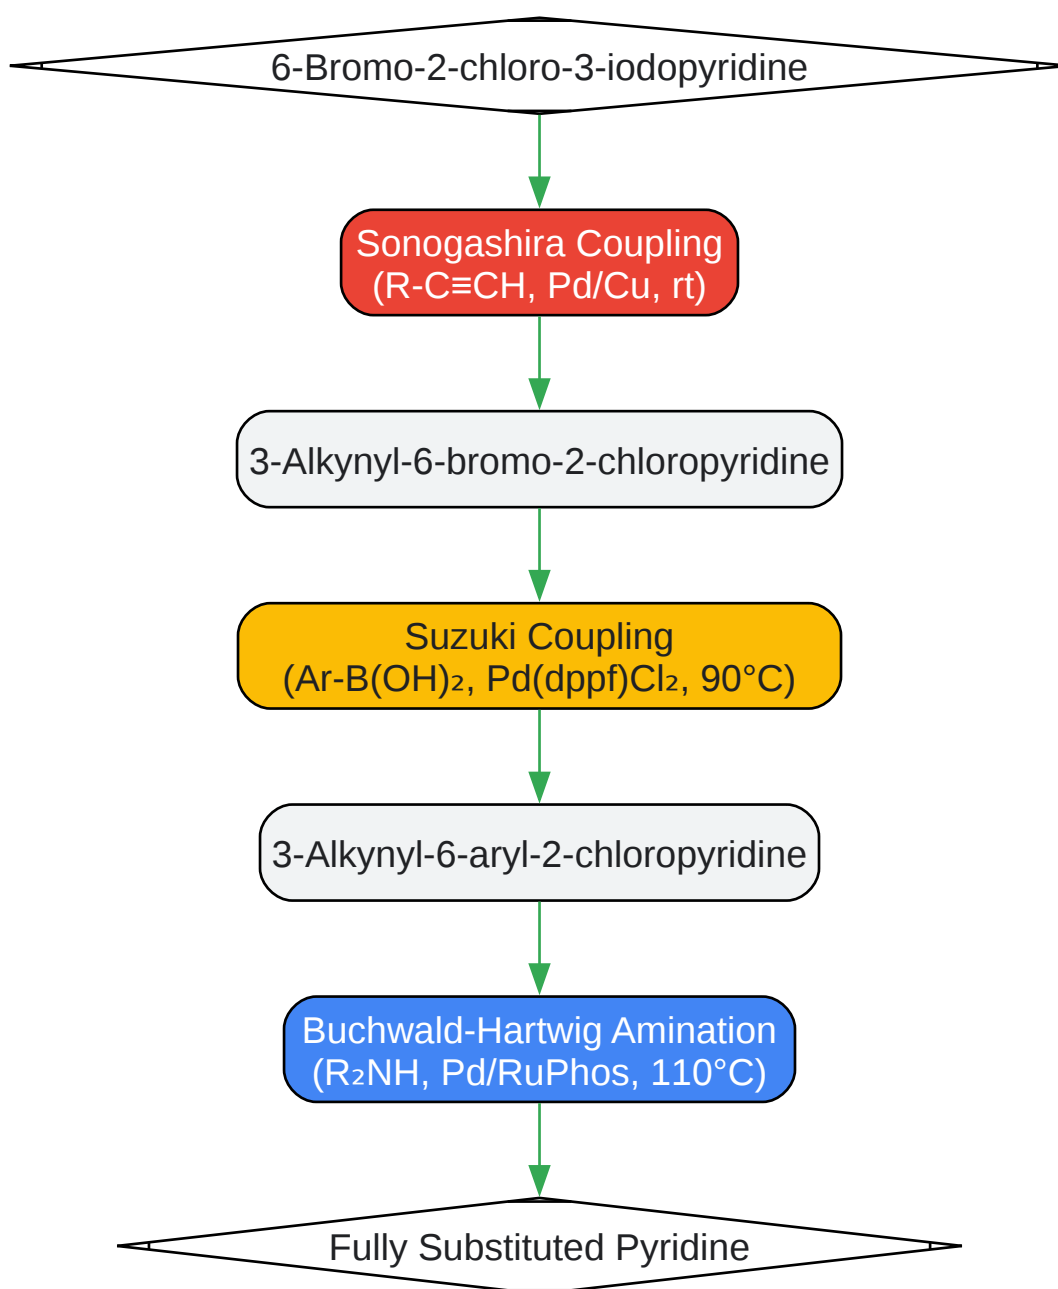 6-Bromo-2-chloro-3-iodopyridine
Sonogashira Coupling
(R-C≡CH, Pd/Cu, rt)
3-Alkynyl-6-bromo-2-chloropyridine
Suzuki Coupling
(Ar-B(OH)₂, Pd(dppf)Cl₂, 90°C)
3-Alkynyl-6-aryl-2-chloropyridine
Buchwald-Hartwig Amination
(R₂NH, Pd/RuPhos, 110°C)
Fully Substituted Pyridine